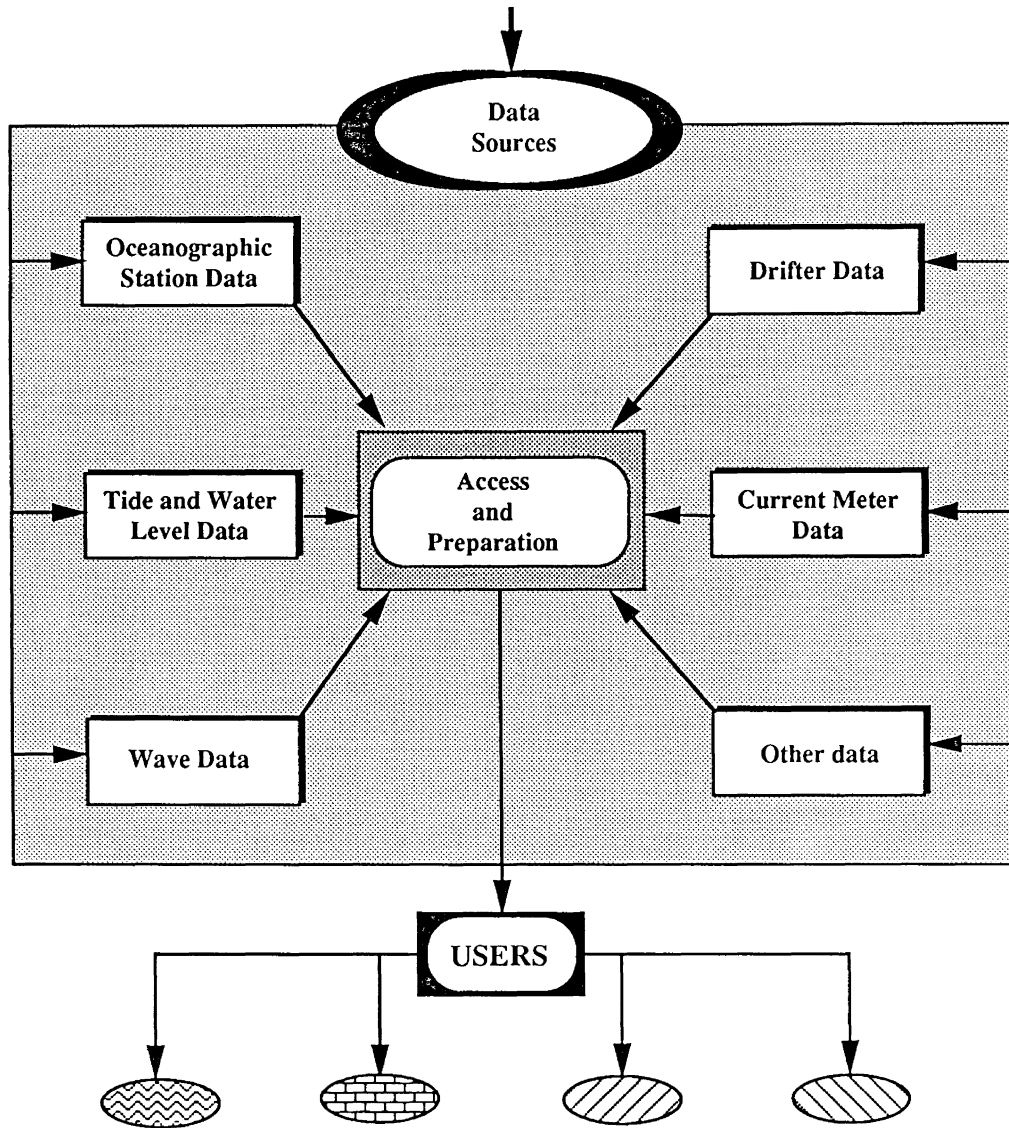 Data
Sources
Oceanographic
Station Data
Drifter Data
Access
and
Preparation
Tide and Water
Level Data
Current Meter
Data
Wave Data
Other data
USERS